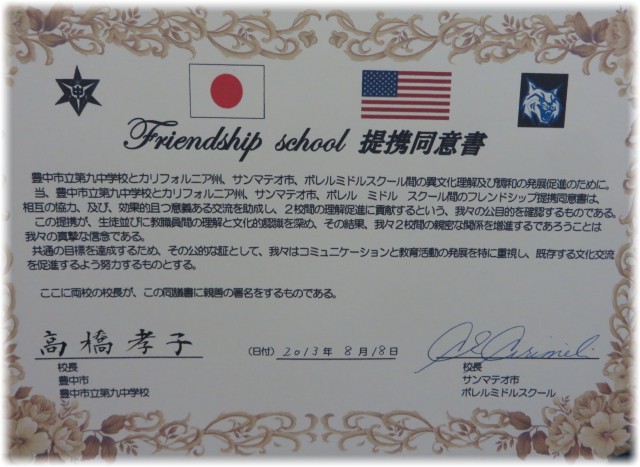 Friendship school 提携同意書
豊中市立第九中学校とカリフォルニア州、サンマテオ市、ボレルミドルスクール間の異文化理解及び調和の発展促進のために。
当、豊中市立第九中学校とカリフォルニア州、サンマテオ市、ボレル ミドル スクール間のフレンドシップ提携同意書は、
相互の協力、及び、効果的且つ意義ある交流を助成し、2校間の理解促進に貢献するという、我々の公目的を確認するものである。
この提携が、生徒並びに教職員間の理解と文化的認識を深め、その結果、我々2校間の親密な関係を増進するであろうことは
我々の真摯な信念である。
共通の目標を達成するため、その公的な証として、我々はコミュニケーションと教育活動の発展を特に重視し、既存する文化交流
を促進するよう努力するものとする。
ここに両校の校長が、この同議書に親善の署名をするものである。
高橋孝子 (日付) 2013年 8月18日
校長 校長
豊中市 サンマテオ市
豊中市立第九中学校 ボレルミドルスクール